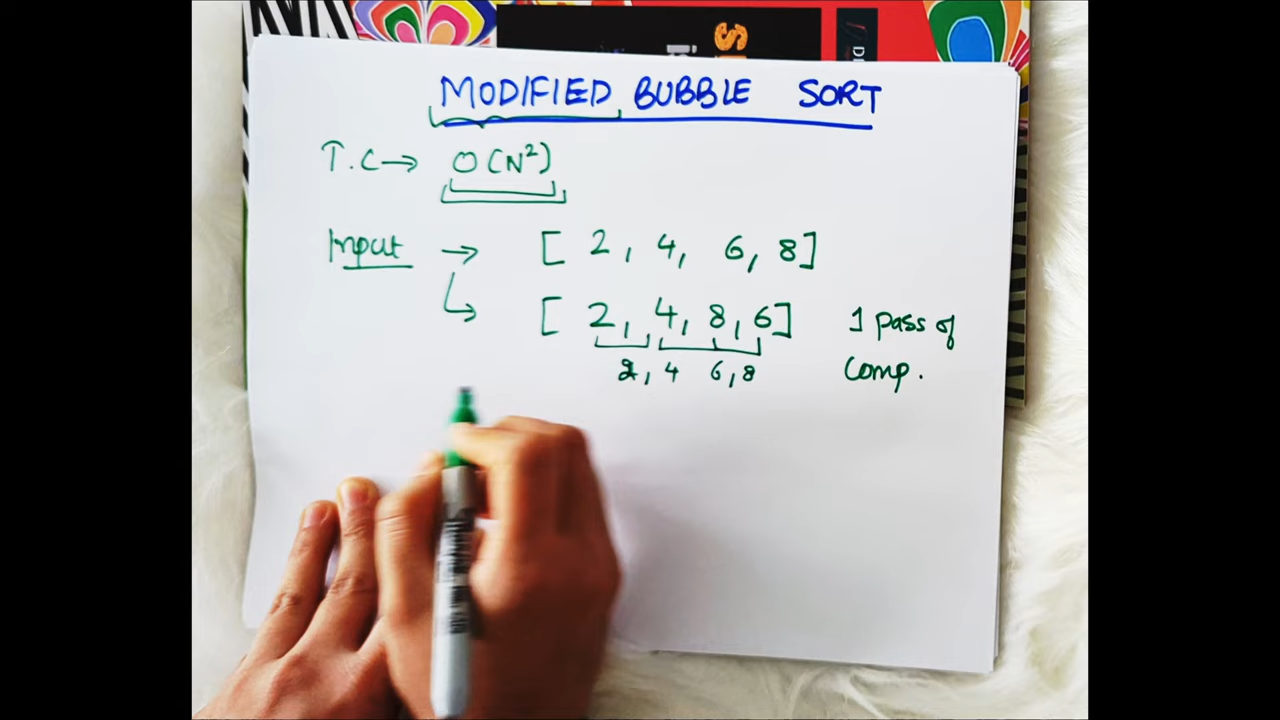 MODIFIED BUBBLE SORT
T.C → O(N²)
Input → [ 2, 4, 6, 8]
↳ [ 2, 4, 8, 6] 1 pass of
2, 4 6, 8 comp.